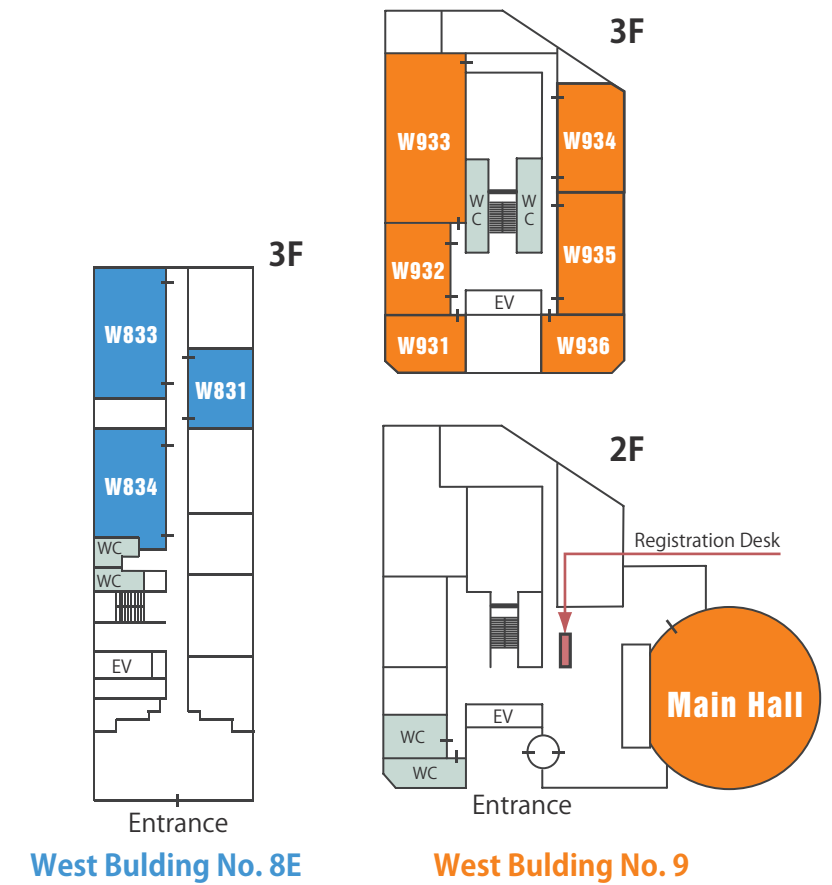 3F
W833
W831
W834
WC
WC
EV
Entrance
West Bulding No. 8E
3F
W933
W934
W
C
W
C
W932
W935
EV
W931
W936
2F
Registration Desk
Main Hall
EV
WC
WC
Entrance
West Bulding No. 9